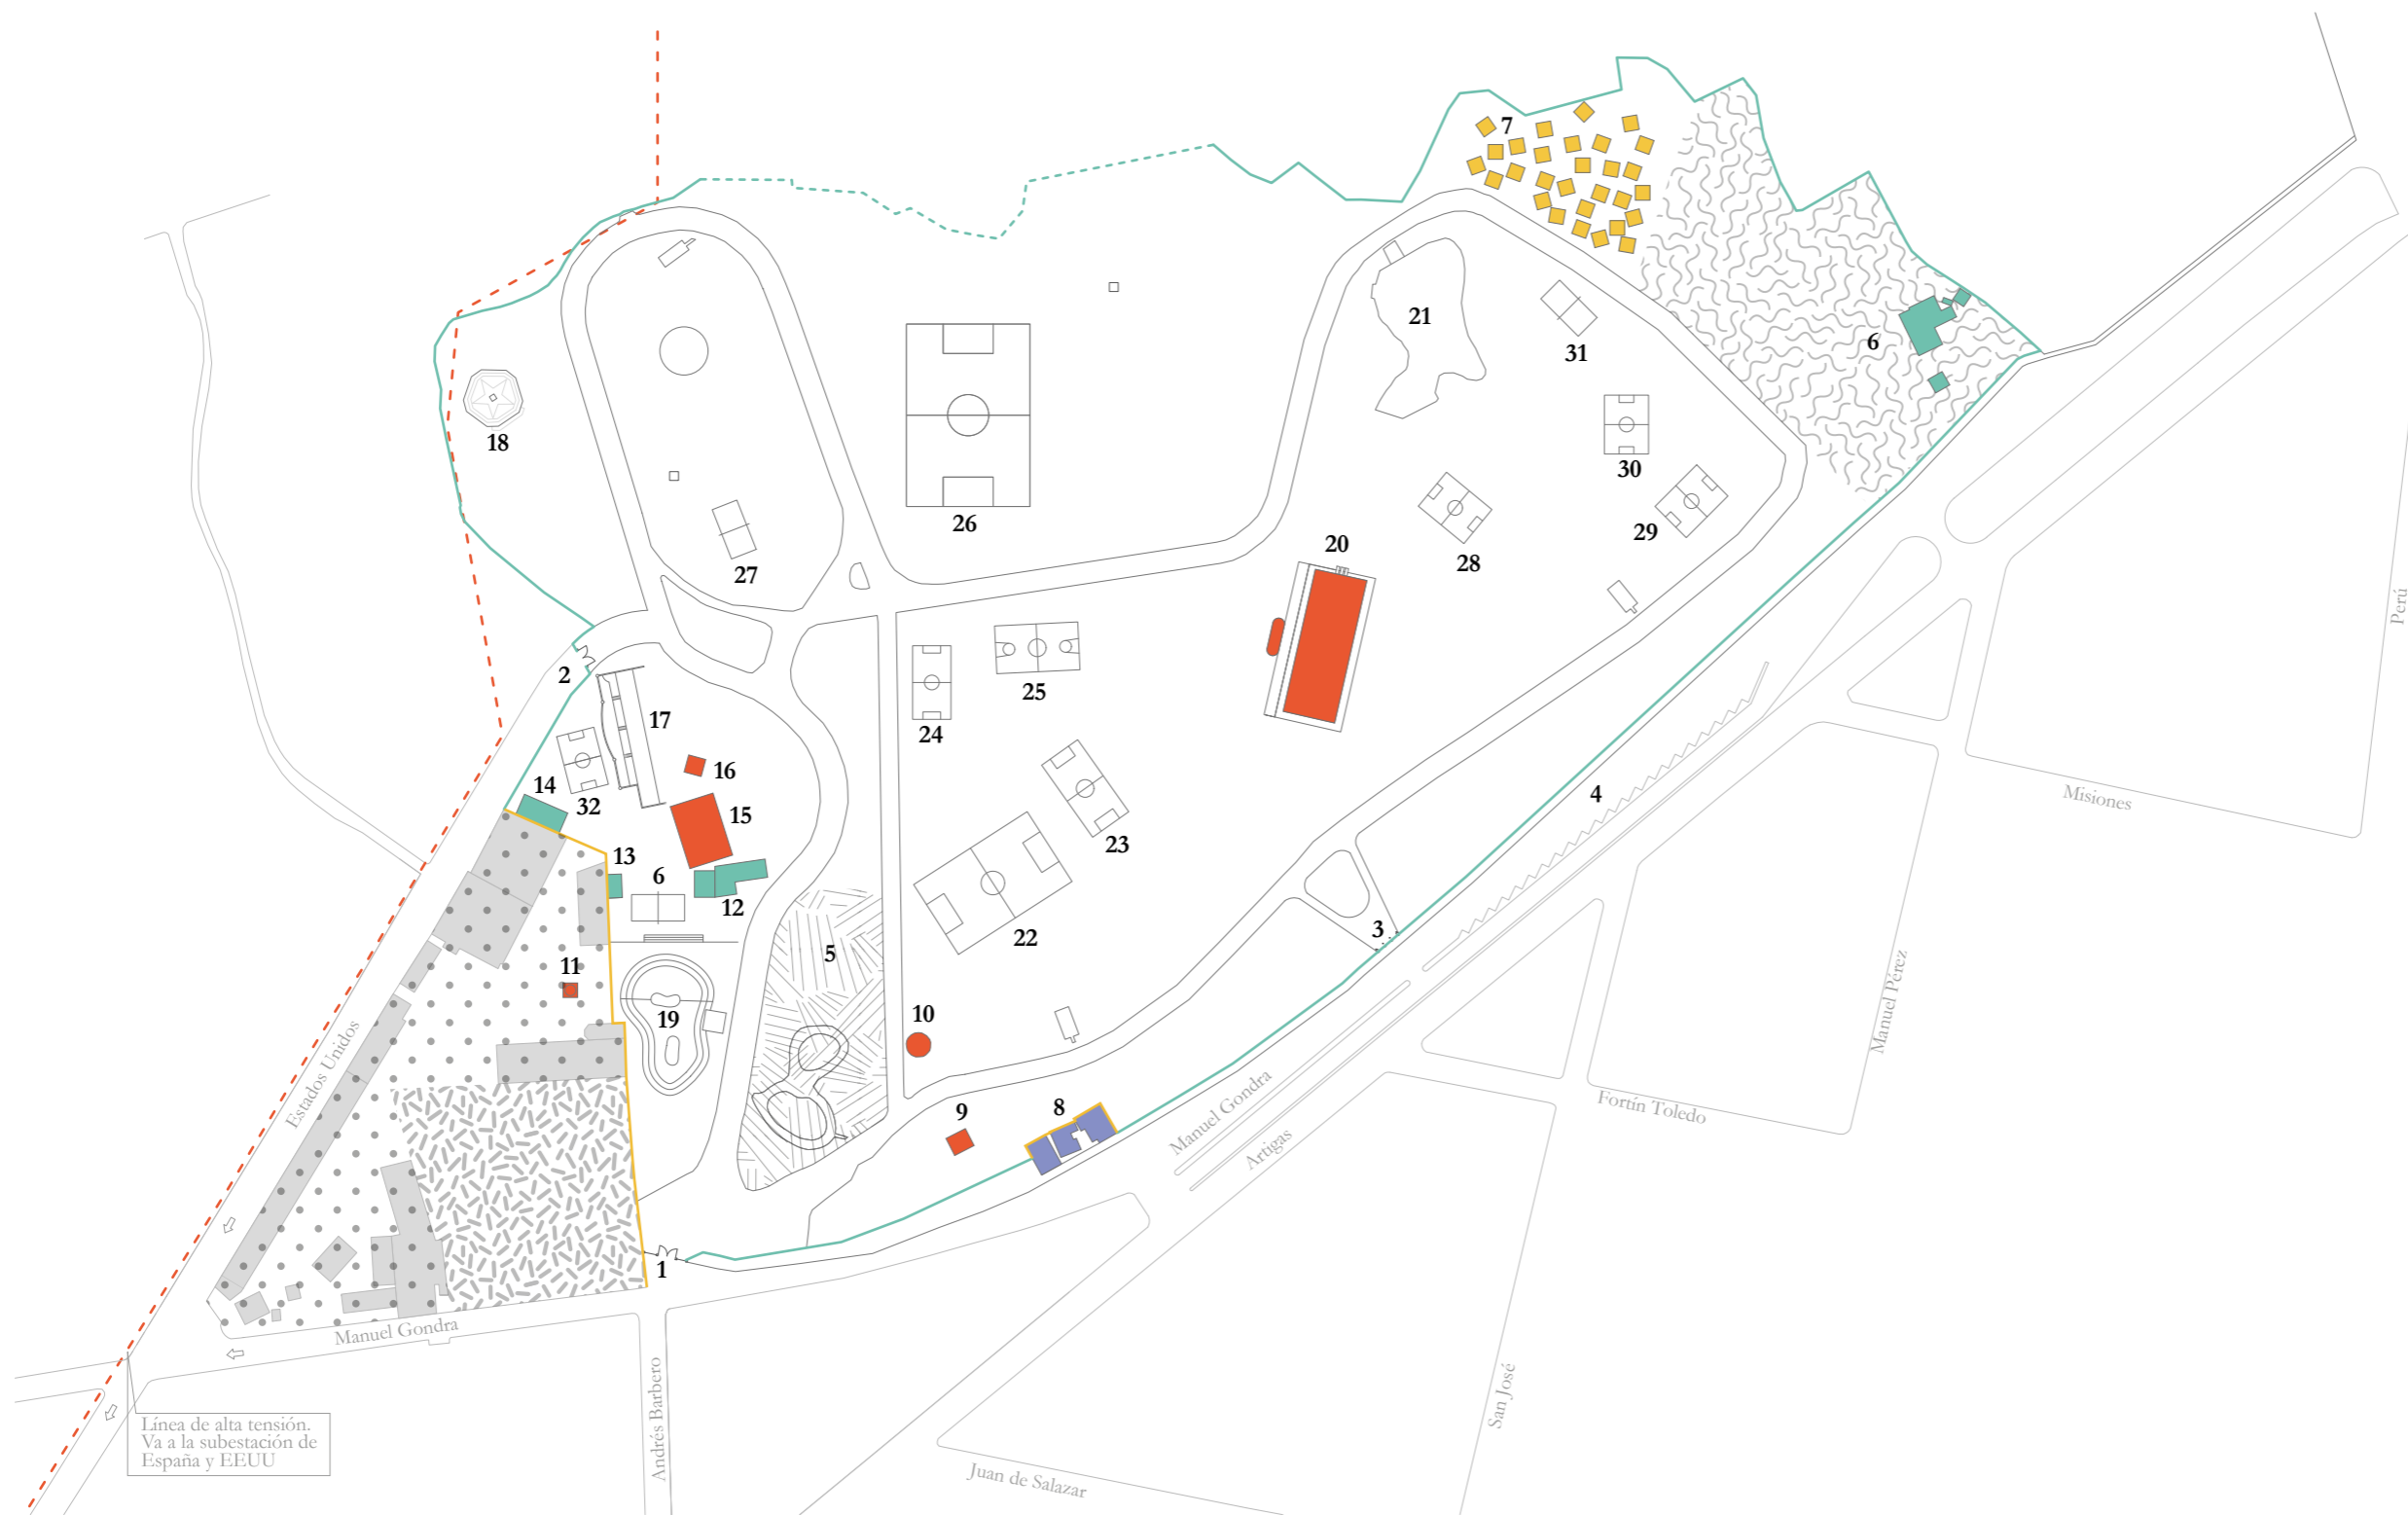 7
21
6
31
18
30
26
29
20
28
27
Perú
2
25
17
24
4
16
Misiones
14
32
15
23
13
6
12
22
3
5
11
Manuel Pérez
19
10
Estados Unidos
9
8
Manuel Gondra
Fortín Toledo
Artigas
1
Manuel Gondra
Andrés Barbero
San José
Línea de alta tensión.
Va a la subestación de
España y EEUU
Juan de Salazar